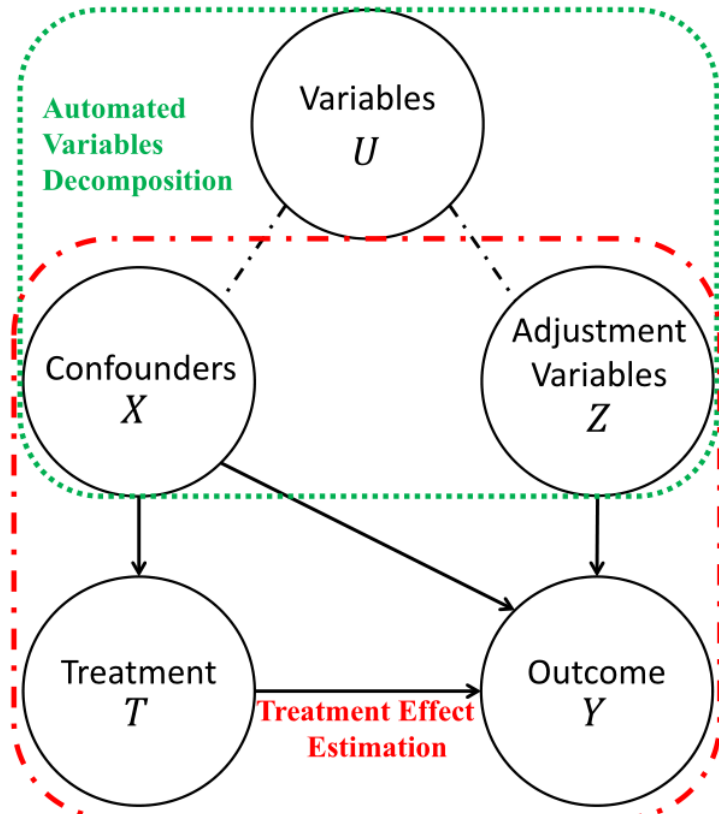 Automated
Variables
Decomposition
Variables
U
Confounders
X
Adjustment
Variables
Z
Treatment
T
Outcome
Y
Treatment Effect
Estimation